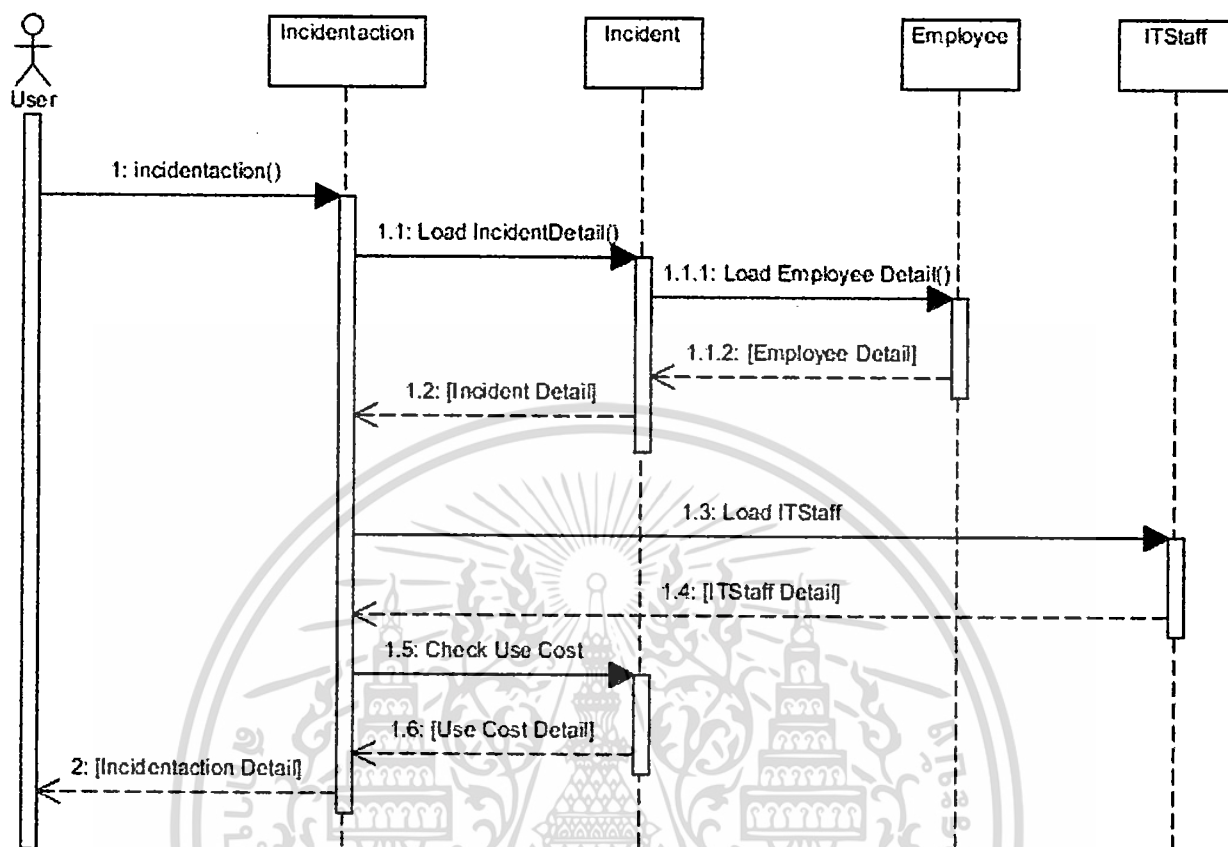 Incidentaction
Incident
Employee
ITStaff
User
1: incidentaction()
1.1: Load IncidentDetail()
1.1.1: Load Employee Detail()
1.1.2: [Employee Detail]
1.2: [Incident Detail]
1.3: Load ITStaff
1.4: [ITStaff Detail]
1.5: Check Use Cost
1.6: [Use Cost Detail]
2: [Incidentaction Detail]